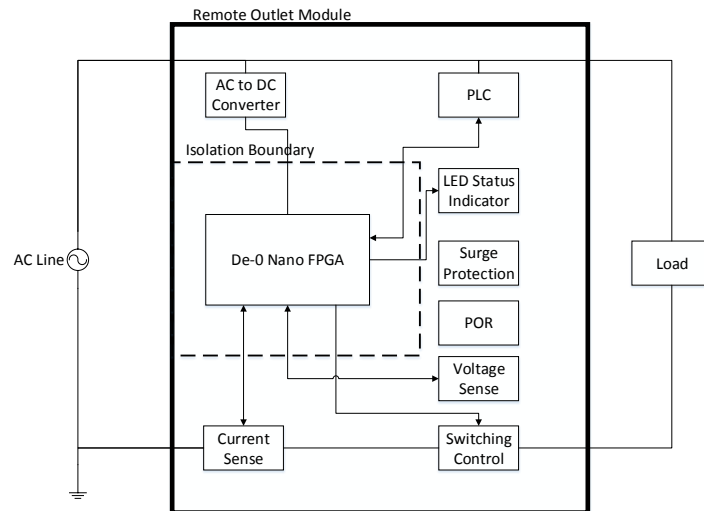 Remote Outlet Module
AC to DC
Converter
PLC
Isolation Boundary
LED Status
Indicator
De-0 Nano FPGA
AC Line
Surge
Protection
Load
POR
Voltage
Sense
Current
Sense
Switching
Control